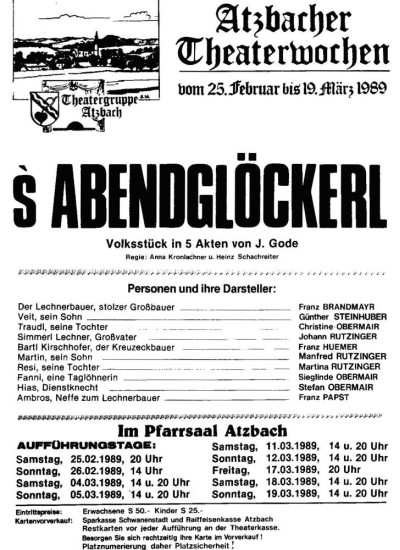 Atzbacher
Theaterwochen
vom 25. Februar bis 19. März 1989
Theatergruppe
Atzbach
's ABENDGLÖCKERL
Volksstück in 5 Akten von J. Gode
Regie: Anna Kronlachner u. Heinz Schachreiter
Personen und ihre Darsteller:
Der Lechnerbauer, stolzer Großbauer Franz BRANDMAYR
Veit, sein Sohn Günther STEINHUBER
Traudl, seine Tochter Christine OBERMAIR
Simmerl Lechner, Großvater Johann RUTZINGER
Bartl Kirschhofer, der Kreuzeckbauer Franz HUEMER
Martin, sein Sohn Manfred RUTZINGER
Resi, seine Tochter Martina RUTZINGER
Fanni, eine Taglöhnerin Sieglinde OBERMAIR
Hias, Dienstknecht Stefan OBERMAIR
Ambros, Neffe zum Lechnerbauer Franz PAPST
Im Pfarrsaal Atzbach
AUFFÜHRUNGSTAGE:
Samstag, 25.02.1989, 20 Uhr
Sonntag, 26.02.1989, 14 Uhr
Samstag, 04.03.1989, 14 u. 20 Uhr
Sonntag, 05.03.1989, 14 u. 20 Uhr
Samstag, 11.03.1989, 14 u. 20 Uhr
Sonntag, 12.03.1989, 14 u. 20 Uhr
Freitag, 17.03.1989, 20 Uhr
Samstag, 18.03.1989, 14 u. 20 Uhr
Sonntag, 19.03.1989, 14 u. 20 Uhr
Eintrittspreise: Erwachsene S 50.- Kinder S 25.-
Kartenvorverkauf: Sparkasse Schwanenstadt und Raiffeisenkasse Atzbach
Restkarten vor jeder Aufführung an der Theaterkasse.
Besorgen Sie sich rechtzeitig Ihre Karte im Vorverkauf !
Platznumerierung daher Platzsicherheit !